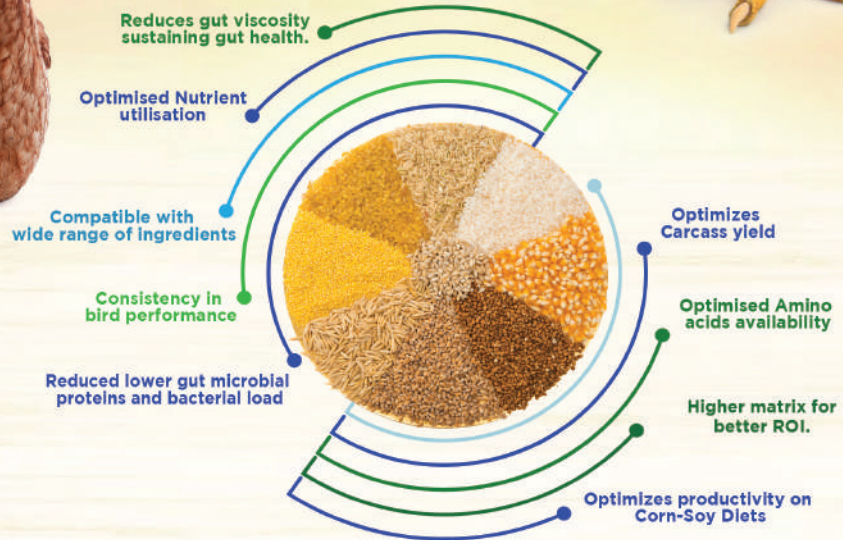 Reduces gut viscosity
sustaining gut health.
Optimised Nutrient
utilisation
Compatible with
wide range of ingredients
Consistency in
bird performance
Reduced lower gut microbial
proteins and bacterial load
Optimizes
Carcass yield
Optimised Amino
acids availability
Higher matrix for
better ROI.
Optimizes productivity on
Corn-Soy Diets